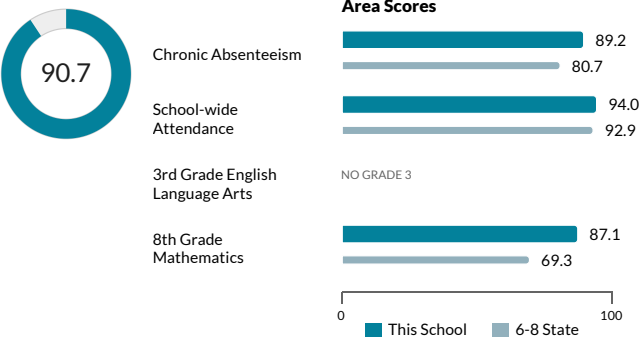 Area Scores
90.7
Chronic Absenteeism
89.2
80.7
School-wide
Attendance
94.0
92.9
3rd Grade English
Language Arts
NO GRADE 3
8th Grade
Mathematics
87.1
69.3
0
100
This School
6-8 State